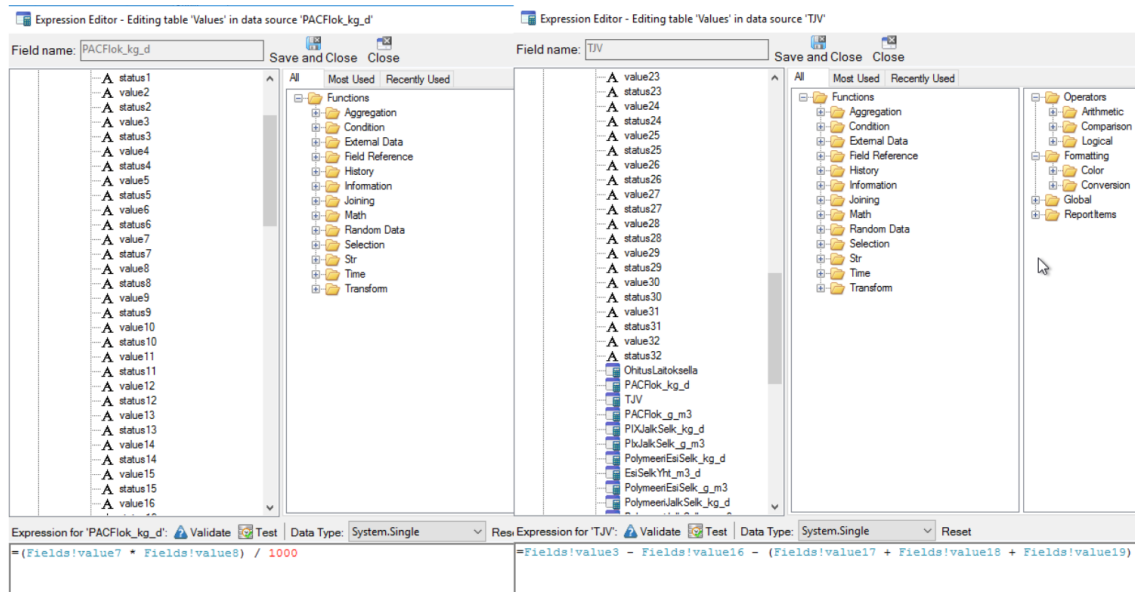 Expression Editor - Editing table 'Values' in data source 'PACFlok_kg_d'
Field name: PACFlok_kg_d
Save and Close Close
status1
value2
status2
value3
status3
value4
status4
value5
status5
value6
status6
value7
status7
value8
status8
value9
status9
value10
status10
value11
status11
value12
status12
value13
status13
value14
status14
value15
status15
value16
All Most Used Recently Used
Functions
Aggregation
Condition
External Data
Field Reference
History
Information
Joining
Math
Random Data
Selection
Str
Time
Transform
Expression for 'PACFlok_kg_d': Validate Test Data Type: System.Single Res
=(Fields!value7 * Fields!value8) / 1000
Expression Editor - Editing table 'Values' in data source 'TJV'
Field name: TJV
Save and Close Close
value23
status23
value24
status24
value25
status25
value26
status26
value27
status27
value28
status28
value29
status29
value30
status30
value31
status31
value32
status32
OhitusLaitoksella
PACFlok_kg_d
TJV
PACFlok_g_m3
PIXJalkSelk_kg_d
PIxJalkSelk_g_m3
PolymeeriEsiSelk_kg_d
EsiSelkYht_m3_d
PolymeeriEsiSelk_g_m3
PolymeeriJalkSelk_kg_d
All Most Used Recently Used
Functions
Aggregation
Condition
External Data
Field Reference
History
Information
Joining
Math
Random Data
Selection
Str
Time
Transform
Operators
Arithmetic
Comparison
Logical
Formatting
Color
Conversion
Global
ReportItems
Expression for 'TJV': Validate Test Data Type: System.Single Reset
=Fields!value3 - Fields!value16 - (Fields!value17 + Fields!value18 + Fields!value19)